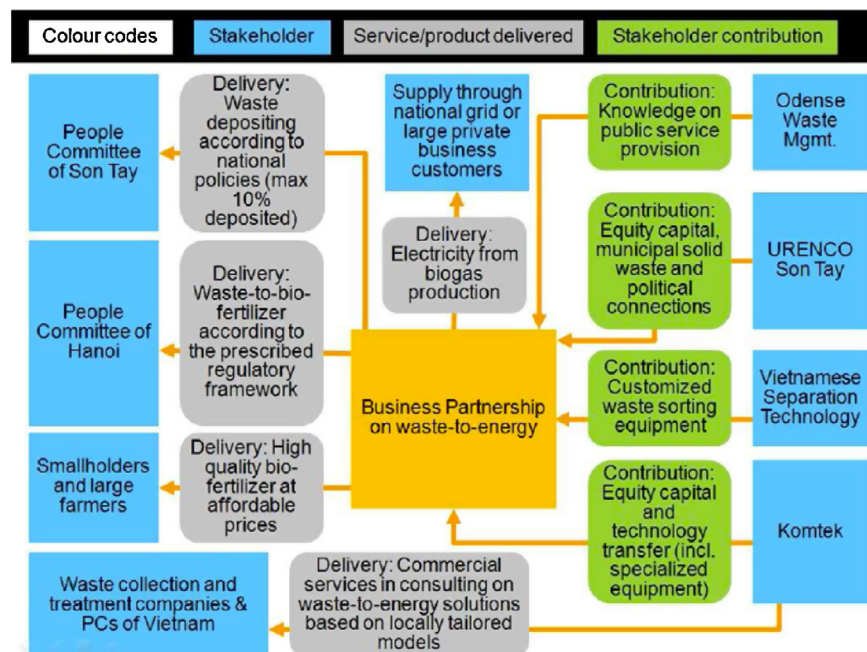 Colour codes
Stakeholder
Service/product delivered
Stakeholder contribution
People
Committee
of Son Tay
Delivery:
Waste
depositing
according to
national
policies (max
10%
deposited)
Supply through
national grid or
large private
business
customers
Contribution:
Knowledge on
public service
provision
Odense
Waste
Mgmt.
Delivery:
Electricity from
biogas
production
Contribution:
Equity capital,
municipal solid
waste and
political
connections
URENCO
Son Tay
People
Committee of
Hanoi
Delivery:
Waste-to-bio-
fertilizer
according to
the prescribed
regulatory
framework
Business Partnership
on waste-to-energy
Contribution:
Customized
waste sorting
equipment
Vietnamese
Separation
Technology
Smallholders
and large
farmers
Delivery: High
quality bio-
fertilizer at
affordable
prices
Contribution:
Equity capital
and
technology
transfer (incl.
specialized
equipment)
Komtek
Waste collection and
treatment companies &
PCs of Vietnam
Delivery: Commercial
services in consulting on
waste-to-energy solutions
based on locally tailored
models